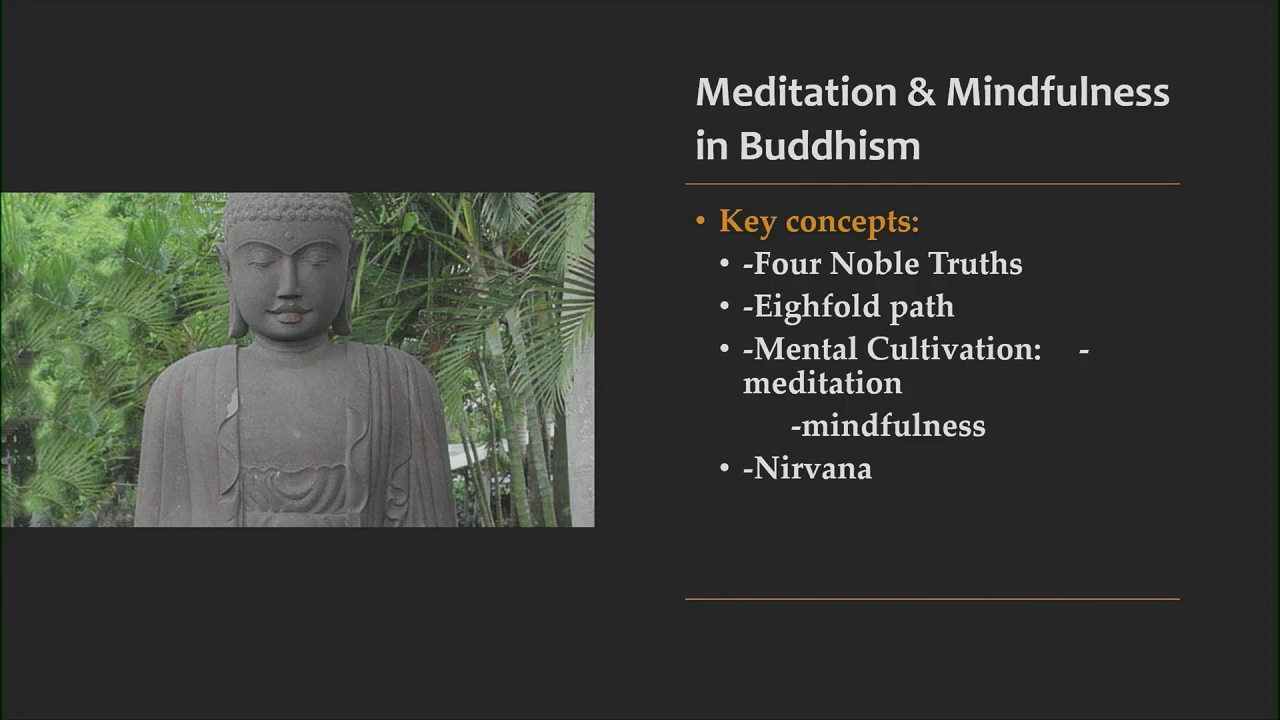 Meditation & Mindfulness
in Buddhism
• Key concepts:
• -Four Noble Truths
• -Eighfold path
• -Mental Cultivation: -
meditation
-mindfulness
• -Nirvana